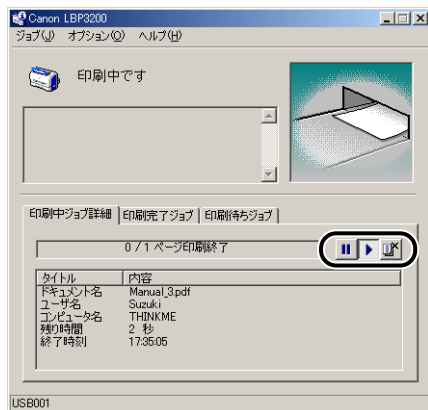 Canon LBP3200
ジョブ(J) オプション(O) ヘルプ(H)
印刷中です
印刷中ジョブ詳細 印刷完了ジョブ 印刷待ちジョブ
0 / 1 ページ印刷終了
タイトル 内容
ドキュメント名 Manual_3.pdf
ユーザ名 Suzuki
コンピュータ名 THINKME
残り時間 2 秒
終了時刻 17:35:05
USB001